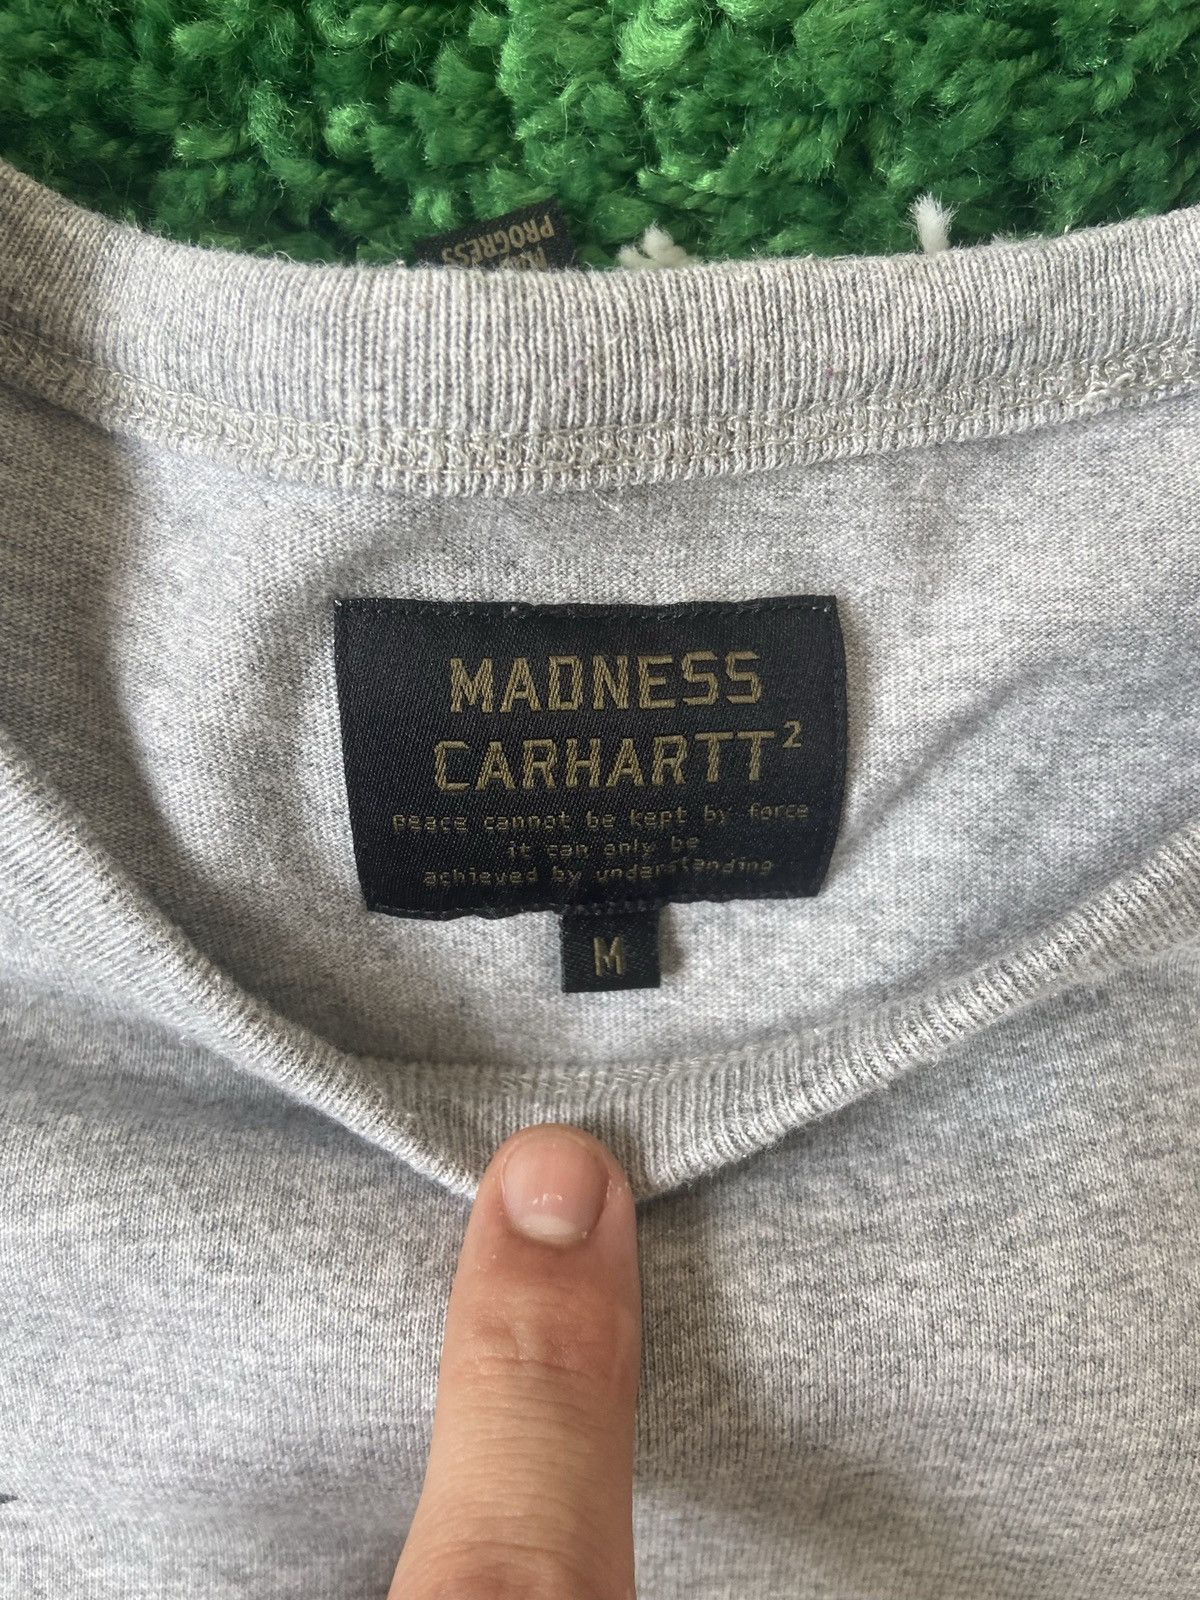 PROGRESS
MADNESS
CARHARTT²
peace cannot be kept by force
it can only be
achieved by understanding
M